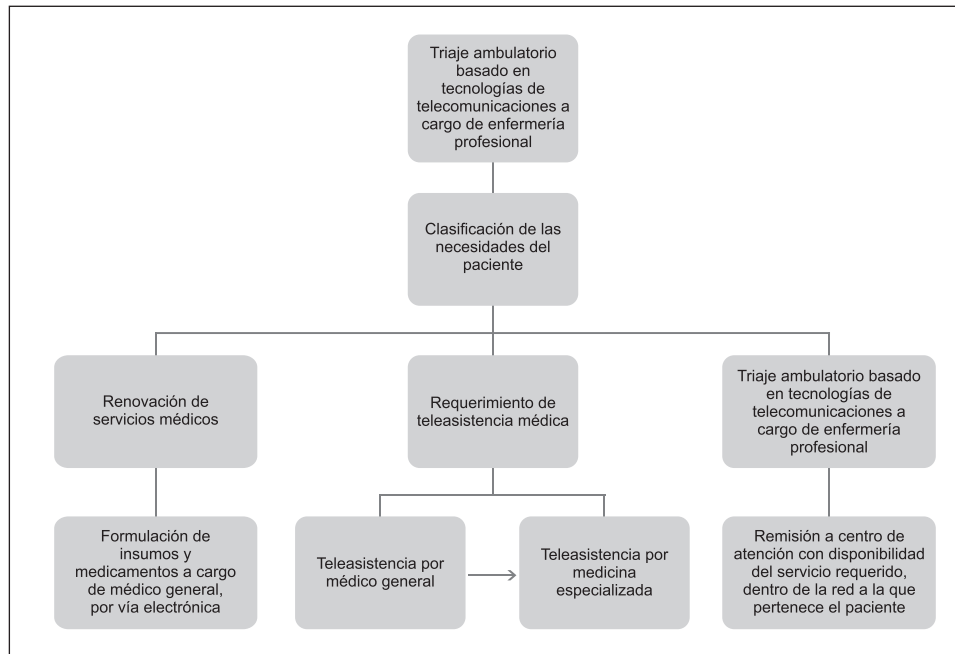 Triaje ambulatorio
basado en
tecnologías de
telecomunicaciones a
cargo de enfermería
profesional
Clasificación de las
necesidades del
paciente
Renovación de
servicios médicos
Requerimiento de
teleasistencia médica
Triaje ambulatorio basado
en tecnologías de
telecomunicaciones a
cargo de enfermería
profesional
Formulación de
insumos y
medicamentos a cargo
de médico general,
por vía electrónica
Teleasistencia por
médico general
Teleasistencia por
medicina
especializada
Remisión a centro de
atención con disponibilidad
del servicio requerido,
dentro de la red a la que
pertenece el paciente